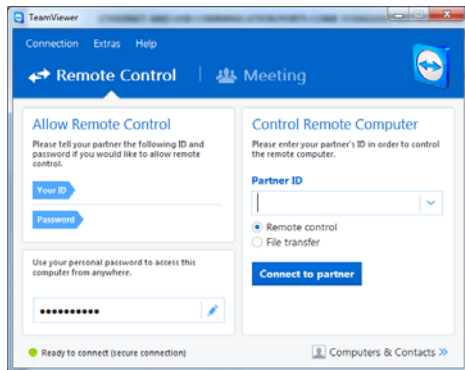 TeamViewer
Connection Extras Help
Remote Control
Meeting
Allow Remote Control
Please tell your partner the following ID and
password if you would like to allow remote
control.
Your ID
Password
Use your personal password to access this
computer from anywhere.
••••••••••
Ready to connect (secure connection)
Control Remote Computer
Please enter your partner's ID in order to control
the remote computer.
Partner ID
Remote control
File transfer
Connect to partner
Computers & Contacts >>